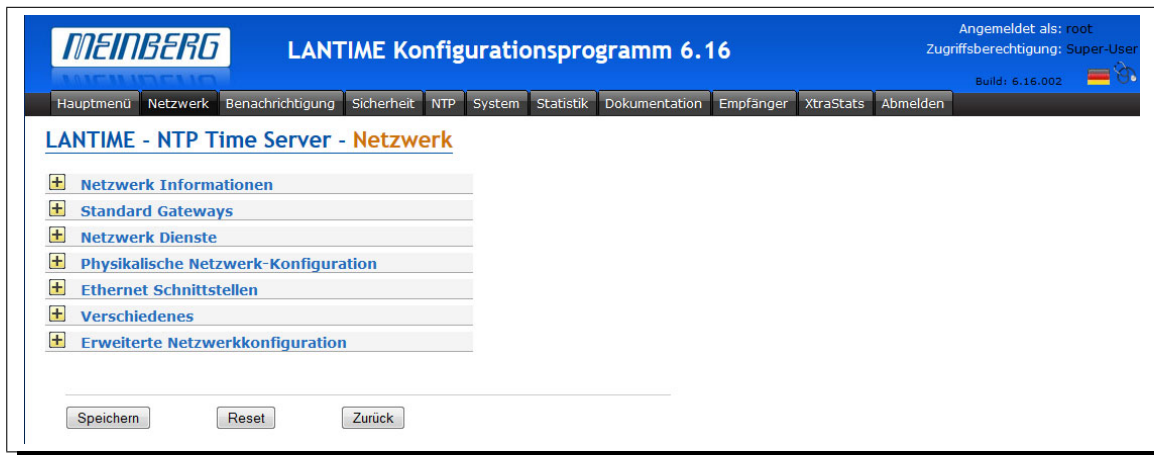 MEINBERG
LANTIME Konfigurationsprogramm 6.16
Angemeldet als: root
Zugriffsberechtigung: Super-User
Build: 6.16.002
Hauptmenü Netzwerk Benachrichtigung Sicherheit NTP System Statistik Dokumentation Empfänger XtraStats Abmelden
LANTIME - NTP Time Server - Netzwerk
Netzwerk Informationen
Standard Gateways
Netzwerk Dienste
Physikalische Netzwerk-Konfiguration
Ethernet Schnittstellen
Verschiedenes
Erweiterte Netzwerkkonfiguration
Speichern Reset Zurück